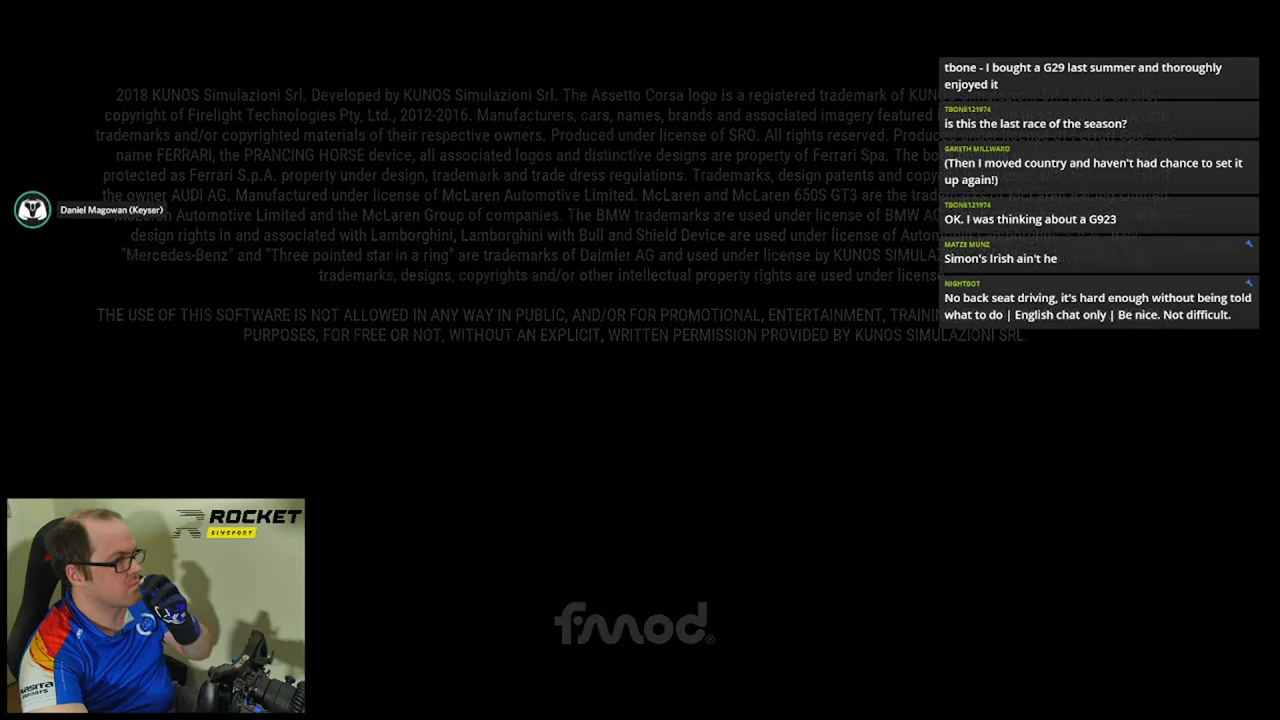 2018 KUNOS Simulazioni Srl. Developed by KUNOS Simulazioni Srl. The Assetto Corsa logo is a registered trademark of KUN
copyright of Firelight Technologies Pty, Ltd., 2012-2016. Manufacturers, cars, names, brands and associated imagery featured
trademarks and/or copyrighted materials of their respective owners. Produced under license of SRO. All rights reserved. Produc
name FERRARI, the PRANCING HORSE device, all associated logos and distinctive designs are property of Ferrari Spa. The bo
protected as Ferrari S.p.A. property under design, trademark and trade dress regulations. Trademarks, design patents and copy
the owner AUDI AG. Manufactured under license of McLaren Automotive Limited. McLaren and McLaren 650S GT3 are the trad
Automotive Limited and the McLaren Group of companies. The BMW trademarks are used under license of BMW AG
design rights in and associated with Lamborghini, Lamborghini with Bull and Shield Device are used under license of Autom
"Mercedes-Benz" and "Three pointed star in a ring" are trademarks of Daimler AG and used under license by KUNOS SIMULA
trademarks, designs, copyrights and/or other intellectual property rights are used under license
THE USE OF THIS SOFTWARE IS NOT ALLOWED IN ANY WAY IN PUBLIC, AND/OR FOR PROMOTIONAL, ENTERTAINMENT, TRAININ
PURPOSES, FOR FREE OR NOT, WITHOUT AN EXPLICIT, WRITTEN PERMISSION PROVIDED BY KUNOS SIMULAZIONI SRL.
Daniel Magowan (Keyser)
tbone - I bought a G29 last summer and thoroughly
enjoyed it
TBONE121974
is this the last race of the season?
GARETH MILLWARD
(Then I moved country and haven't had chance to set it
up again!)
TBONE121974
OK. I was thinking about a G923
MATZE MUNZ
Simon's Irish ain't he
NIGHTBOT
No back seat driving, it's hard enough without being told
what to do | English chat only | Be nice. Not difficult.
ROCKET
SIMSPORT
fmod